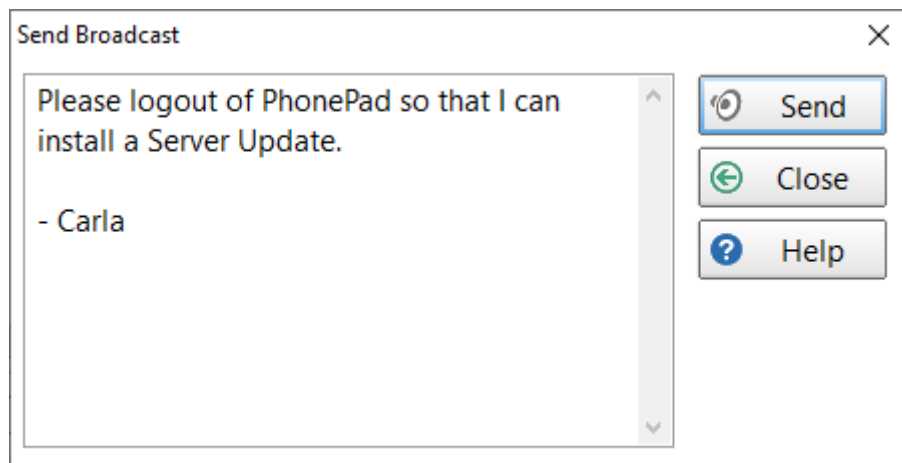 Send Broadcast
Please logout of PhonePad so that I can
install a Server Update.
- Carla
Send
Close
Help